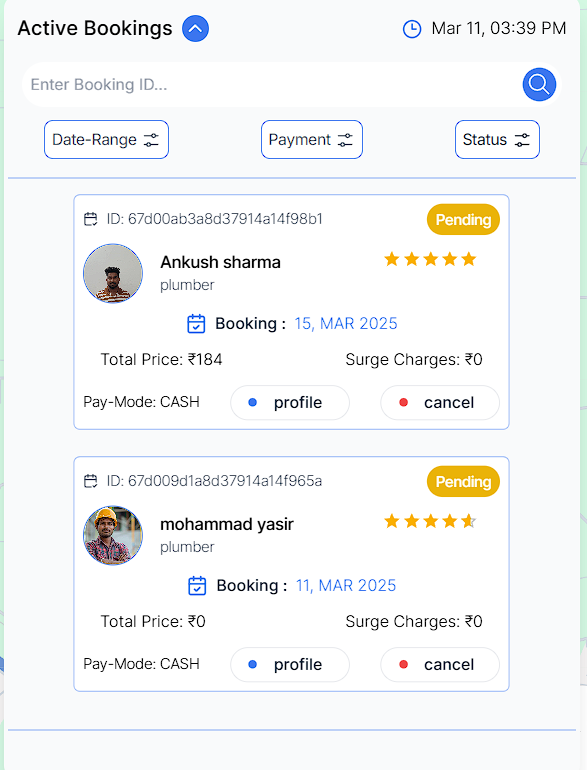 Active Bookings
Mar 11, 03:39 PM
Enter Booking ID...
Date-Range
Payment
Status
ID: 67d00ab3a8d37914a14f98b1
Pending
Ankush sharma
plumber
Booking : 15, MAR 2025
Total Price: ₹184
Surge Charges: ₹0
Pay-Mode: CASH
profile
cancel
ID: 67d009d1a8d37914a14f965a
Pending
mohammad yasir
plumber
Booking : 11, MAR 2025
Total Price: ₹0
Surge Charges: ₹0
Pay-Mode: CASH
profile
cancel